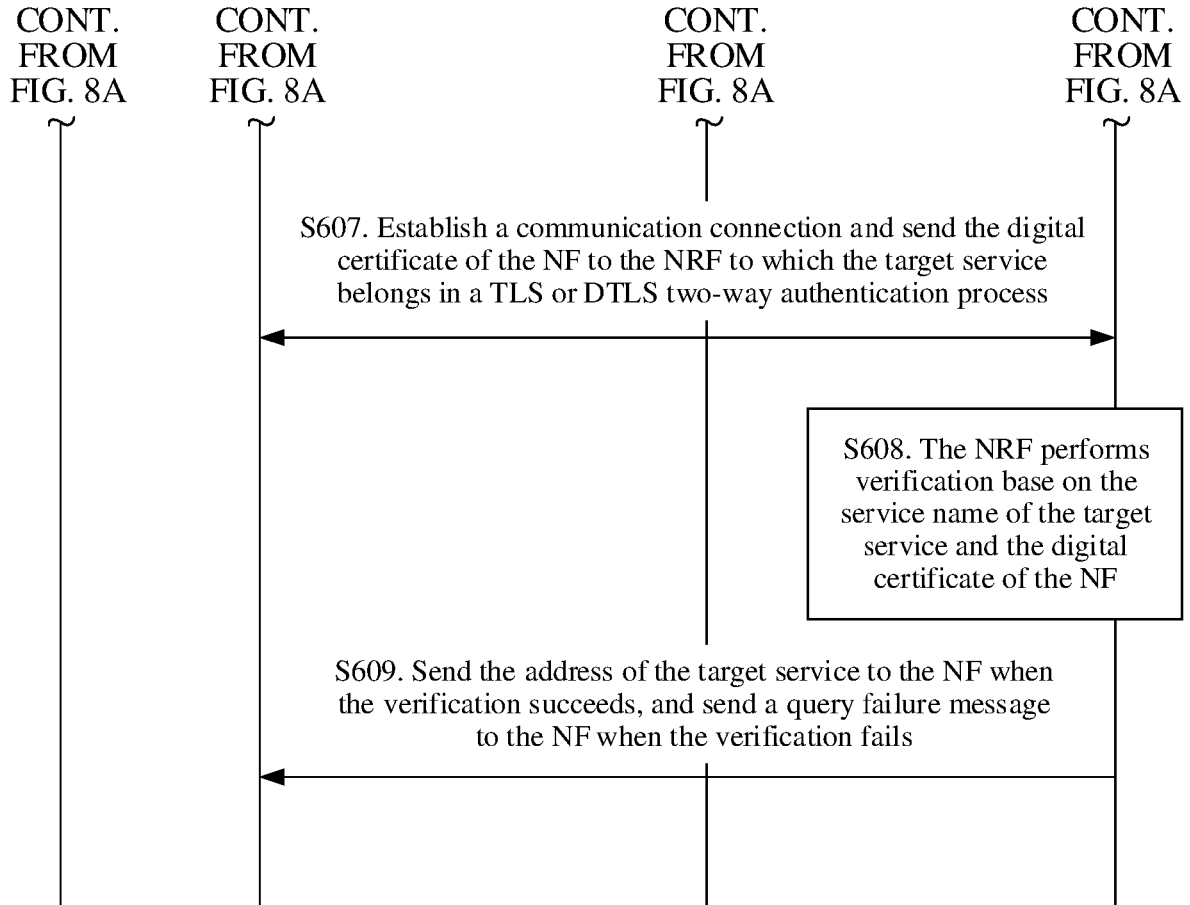 CONT.
FROM
FIG. 8A
CONT.
FROM
FIG. 8A
CONT.
FROM
FIG. 8A
CONT.
FROM
FIG. 8A
S607. Establish a communication connection and send the digital
certificate of the NF to the NRF to which the target service
belongs in a TLS or DTLS two-way authentication process
S608. The NRF performs
verification base on the
service name of the target
service and the digital
certificate of the NF
S609. Send the address of the target service to the NF when
the verification succeeds, and send a query failure message
to the NF when the verification fails